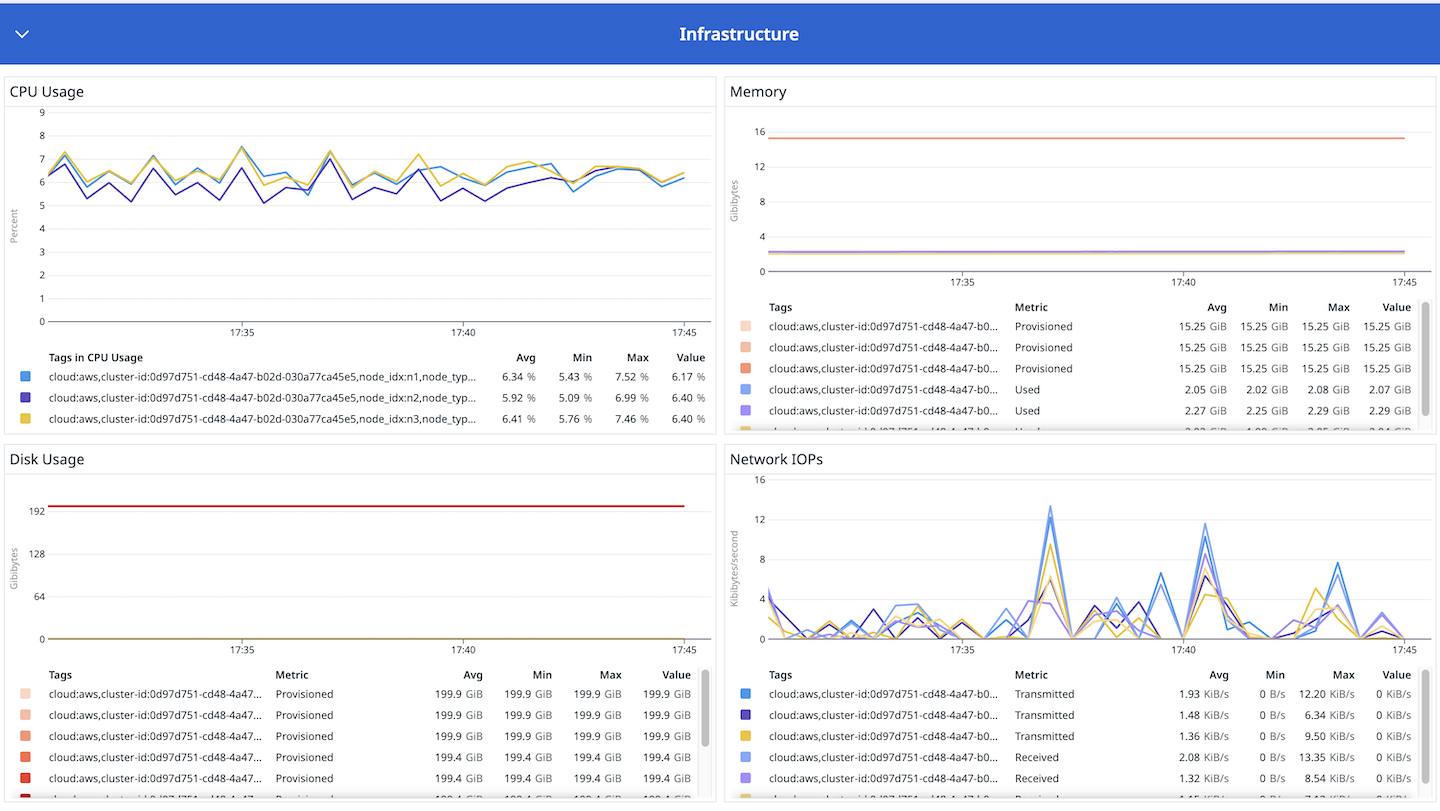 Infrastructure
CPU Usage
9
8
7
6
5
4
3
2
1
0
Percent
17:35 17:40 17:45
Tags in CPU Usage Avg Min Max Value
cloud:aws,cluster-id:0d97d751-cd48-4a47-b02d-030a77ca45e5,node_idx:n1,node_typ... 6.34 % 5.43 % 7.52 % 6.17 %
cloud:aws,cluster-id:0d97d751-cd48-4a47-b02d-030a77ca45e5,node_idx:n2,node_typ... 5.92 % 5.09 % 6.99 % 6.40 %
cloud:aws,cluster-id:0d97d751-cd48-4a47-b02d-030a77ca45e5,node_idx:n3,node_typ... 6.41 % 5.76 % 7.46 % 6.40 %
Memory
16
12
8
4
0
Gibibytes
17:35 17:40 17:45
Tags Metric Avg Min Max Value
cloud:aws,cluster-id:0d97d751-cd48-4a47-b0... Provisioned 15.25 GiB 15.25 GiB 15.25 GiB 15.25 GiB
cloud:aws,cluster-id:0d97d751-cd48-4a47-b0... Provisioned 15.25 GiB 15.25 GiB 15.25 GiB 15.25 GiB
cloud:aws,cluster-id:0d97d751-cd48-4a47-b0... Provisioned 15.25 GiB 15.25 GiB 15.25 GiB 15.25 GiB
cloud:aws,cluster-id:0d97d751-cd48-4a47-b0... Used 2.05 GiB 2.02 GiB 2.08 GiB 2.07 GiB
cloud:aws,cluster-id:0d97d751-cd48-4a47-b0... Used 2.27 GiB 2.25 GiB 2.29 GiB 2.29 GiB
Disk Usage
192
128
64
0
Gibibytes
17:35 17:40 17:45
Tags Metric Avg Min Max Value
cloud:aws,cluster-id:0d97d751-cd48-4a47... Provisioned 199.9 GiB 199.9 GiB 199.9 GiB 199.9 GiB
cloud:aws,cluster-id:0d97d751-cd48-4a47... Provisioned 199.9 GiB 199.9 GiB 199.9 GiB 199.9 GiB
cloud:aws,cluster-id:0d97d751-cd48-4a47... Provisioned 199.9 GiB 199.9 GiB 199.9 GiB 199.9 GiB
cloud:aws,cluster-id:0d97d751-cd48-4a47... Provisioned 199.4 GiB 199.4 GiB 199.4 GiB 199.4 GiB
cloud:aws,cluster-id:0d97d751-cd48-4a47... Provisioned 199.4 GiB 199.4 GiB 199.4 GiB 199.4 GiB
Network IOPs
16
12
8
4
0
Kibibytes/second
17:35 17:40 17:45
Tags Metric Avg Min Max Value
cloud:aws,cluster-id:0d97d751-cd48-4a47-b0... Transmitted 1.93 KiB/s 0 B/s 12.20 KiB/s 0 KiB/s
cloud:aws,cluster-id:0d97d751-cd48-4a47-b0... Transmitted 1.48 KiB/s 0 B/s 6.34 KiB/s 0 KiB/s
cloud:aws,cluster-id:0d97d751-cd48-4a47-b0... Transmitted 1.36 KiB/s 0 B/s 9.50 KiB/s 0 KiB/s
cloud:aws,cluster-id:0d97d751-cd48-4a47-b0... Received 2.08 KiB/s 0 B/s 13.35 KiB/s 0 KiB/s
cloud:aws,cluster-id:0d97d751-cd48-4a47-b0... Received 1.32 KiB/s 0 B/s 8.54 KiB/s 0 KiB/s